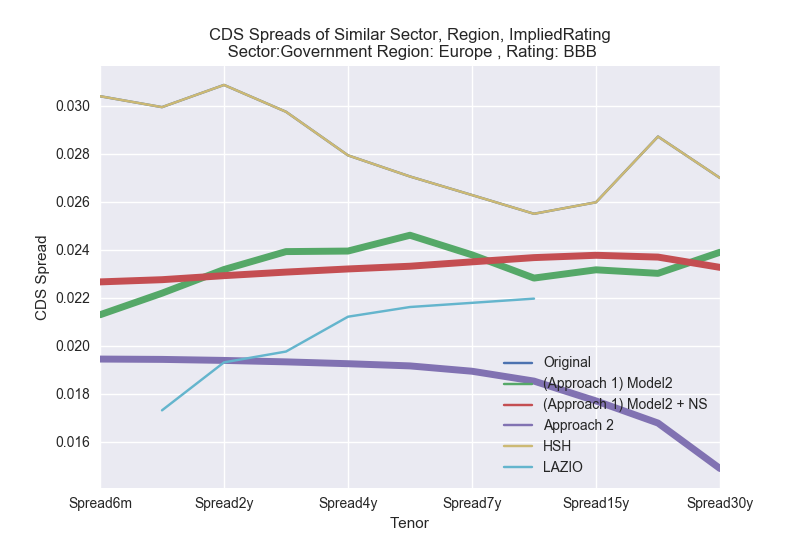 CDS Spreads of Similar Sector, Region, ImpliedRating
Sector:Government Region: Europe , Rating: BBB
0.030
0.028
0.026
0.024
0.022
0.020
0.018
0.016
CDS Spread
Original
(Approach 1) Model2
(Approach 1) Model2 + NS
Approach 2
HSH
LAZIO
Spread6m Spread2y Spread4y Spread7y Spread15y Spread30y
Tenor